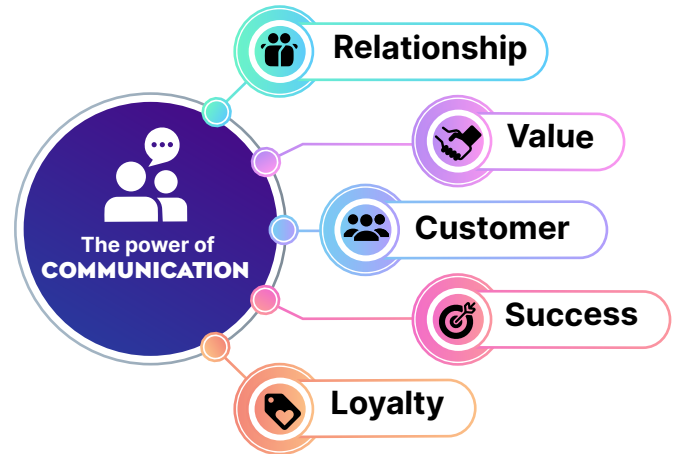 Relationship
Value
The power of
COMMUNICATION
Customer
Success
Loyalty